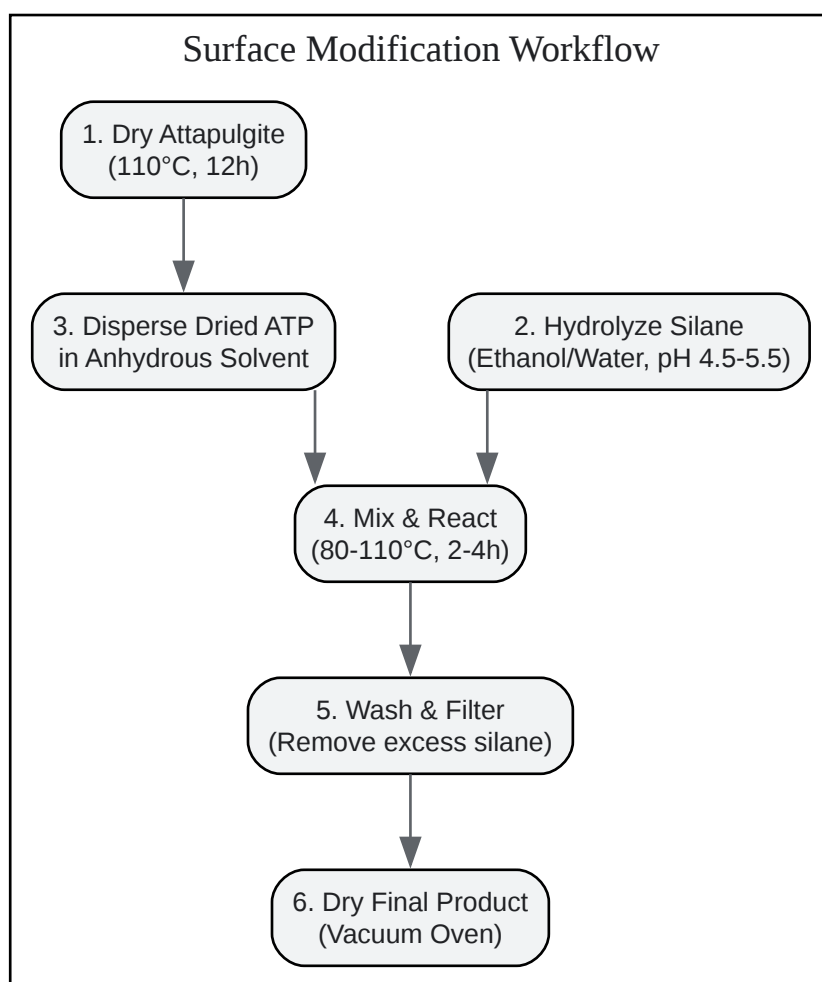 Surface Modification Workflow
1. Dry Attapulgite
(110°C, 12h)
3. Disperse Dried ATP
in Anhydrous Solvent
2. Hydrolyze Silane
(Ethanol/Water, pH 4.5-5.5)
4. Mix & React
(80-110°C, 2-4h)
5. Wash & Filter
(Remove excess silane)
6. Dry Final Product
(Vacuum Oven)